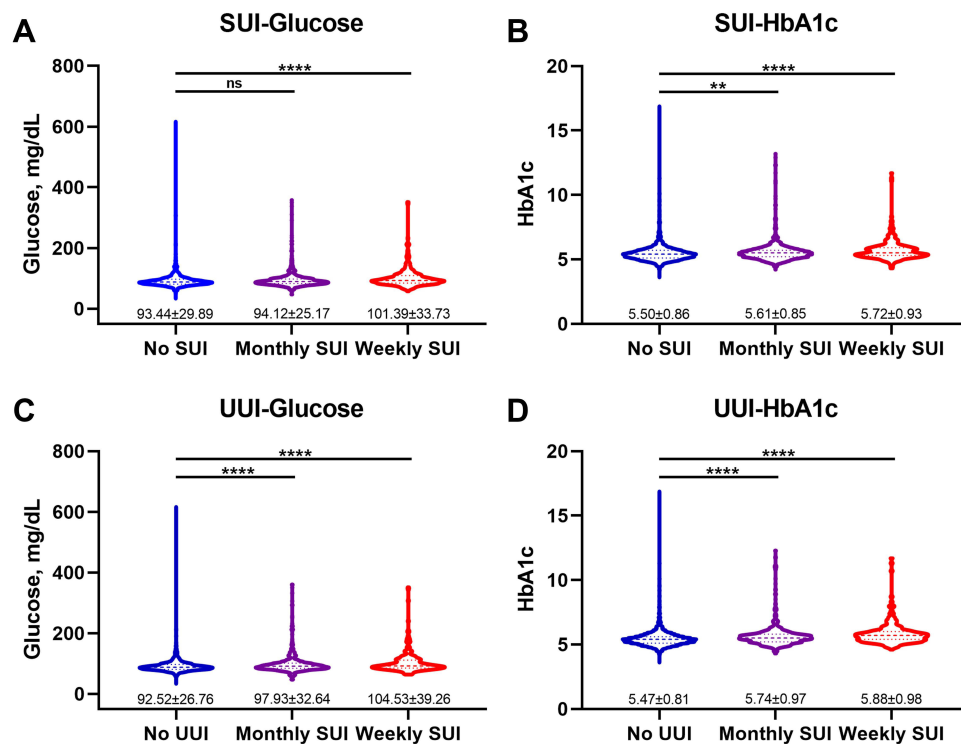 A
SUI-Glucose
800
600
400
200
0
Glucose, mg/dL
****
ns
93.44±29.89
94.12±25.17
101.39±33.73
No SUI
Monthly SUI
Weekly SUI
B
SUI-HbA1c
20
15
10
5
0
HbA1c
****
**
5.50±0.86
5.61±0.85
5.72±0.93
No SUI
Monthly SUI
Weekly SUI
C
UUI-Glucose
800
600
400
200
0
Glucose, mg/dL
****
****
92.52±26.76
97.93±32.64
104.53±39.26
No UUI
Monthly SUI
Weekly SUI
D
UUI-HbA1c
20
15
10
5
0
HbA1c
****
****
5.47±0.81
5.74±0.97
5.88±0.98
No UUI
Monthly SUI
Weekly SUI